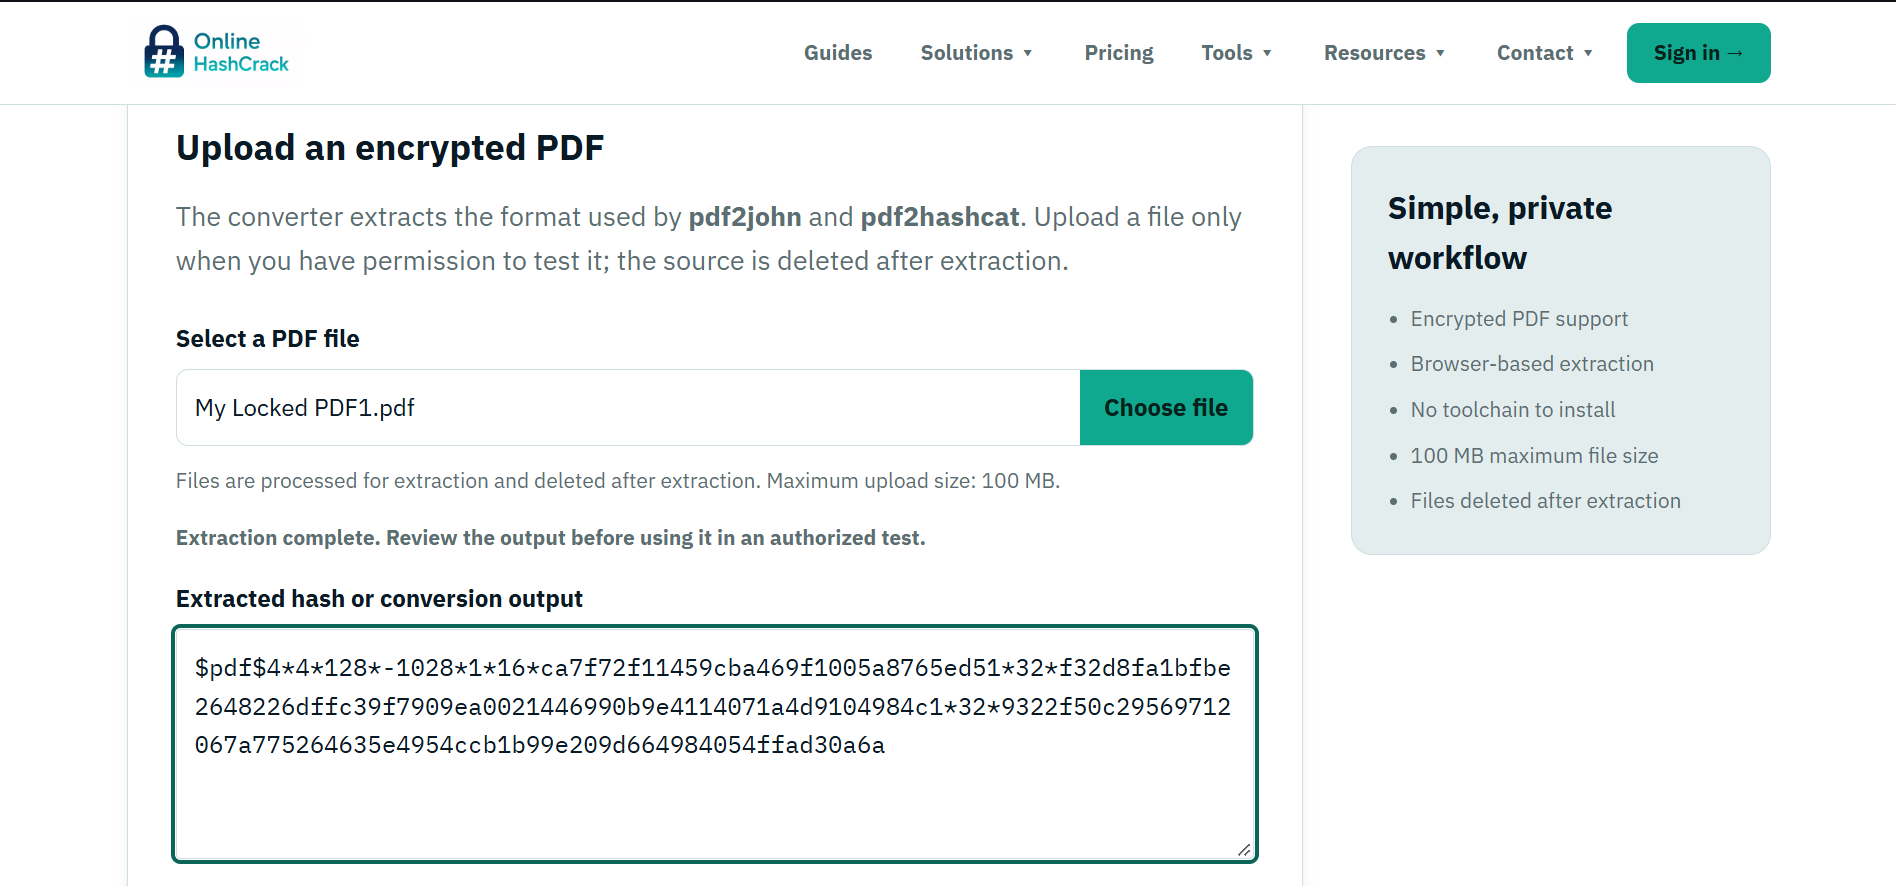 Online
HashCrack
Guides
Solutions ▼
Pricing
Tools ▼
Resources ▼
Contact ▼
Sign in →
Upload an encrypted PDF
The converter extracts the format used by pdf2john and pdf2hashcat. Upload a file only
when you have permission to test it; the source is deleted after extraction.
Select a PDF file
My Locked PDF1.pdf
Choose file
Files are processed for extraction and deleted after extraction. Maximum upload size: 100 MB.
Extraction complete. Review the output before using it in an authorized test.
Extracted hash or conversion output
$pdf$4*4*128*-1028*1*16*ca7f72f11459cba469f1005a8765ed51*32*f32d8fa1bfbe
2648226dffc39f7909ea0021446990b9e4114071a4d9104984c1*32*9322f50c29569712
067a775264635e4954ccb1b99e209d664984054ffad30a6a
Simple, private
workflow
• Encrypted PDF support
• Browser-based extraction
• No toolchain to install
• 100 MB maximum file size
• Files deleted after extraction